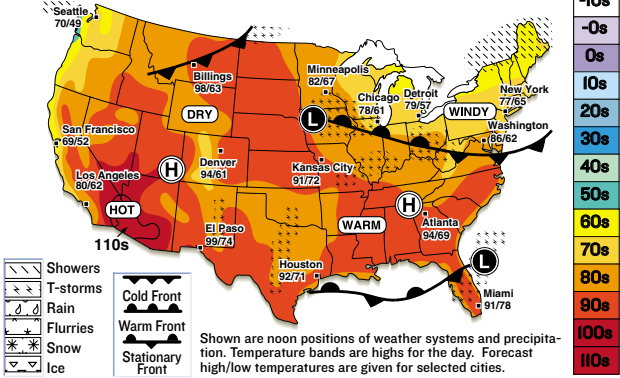 Seattle
70/49
Billings
98/63
Minneapolis
82/67
Chicago
78/61
Detroit
79/57
New York
77/65
WINDY
Washington
86/62
DRY
L
San Francisco
69/52
Denver
94/61
Kansas City
91/72
H
Los Angeles
80/62
HOT
110s
El Paso
99/74
WARM
H
Atlanta
94/69
Houston
92/71
L
Miami
91/78
Showers
T-storms
Rain
Flurries
Snow
Ice
Cold Front
Warm Front
Stationary
Front
Shown are noon positions of weather systems and precipita-
tion. Temperature bands are highs for the day. Forecast
high/low temperatures are given for selected cities.
-10s
-0s
0s
10s
20s
30s
40s
50s
60s
70s
80s
90s
100s
110s